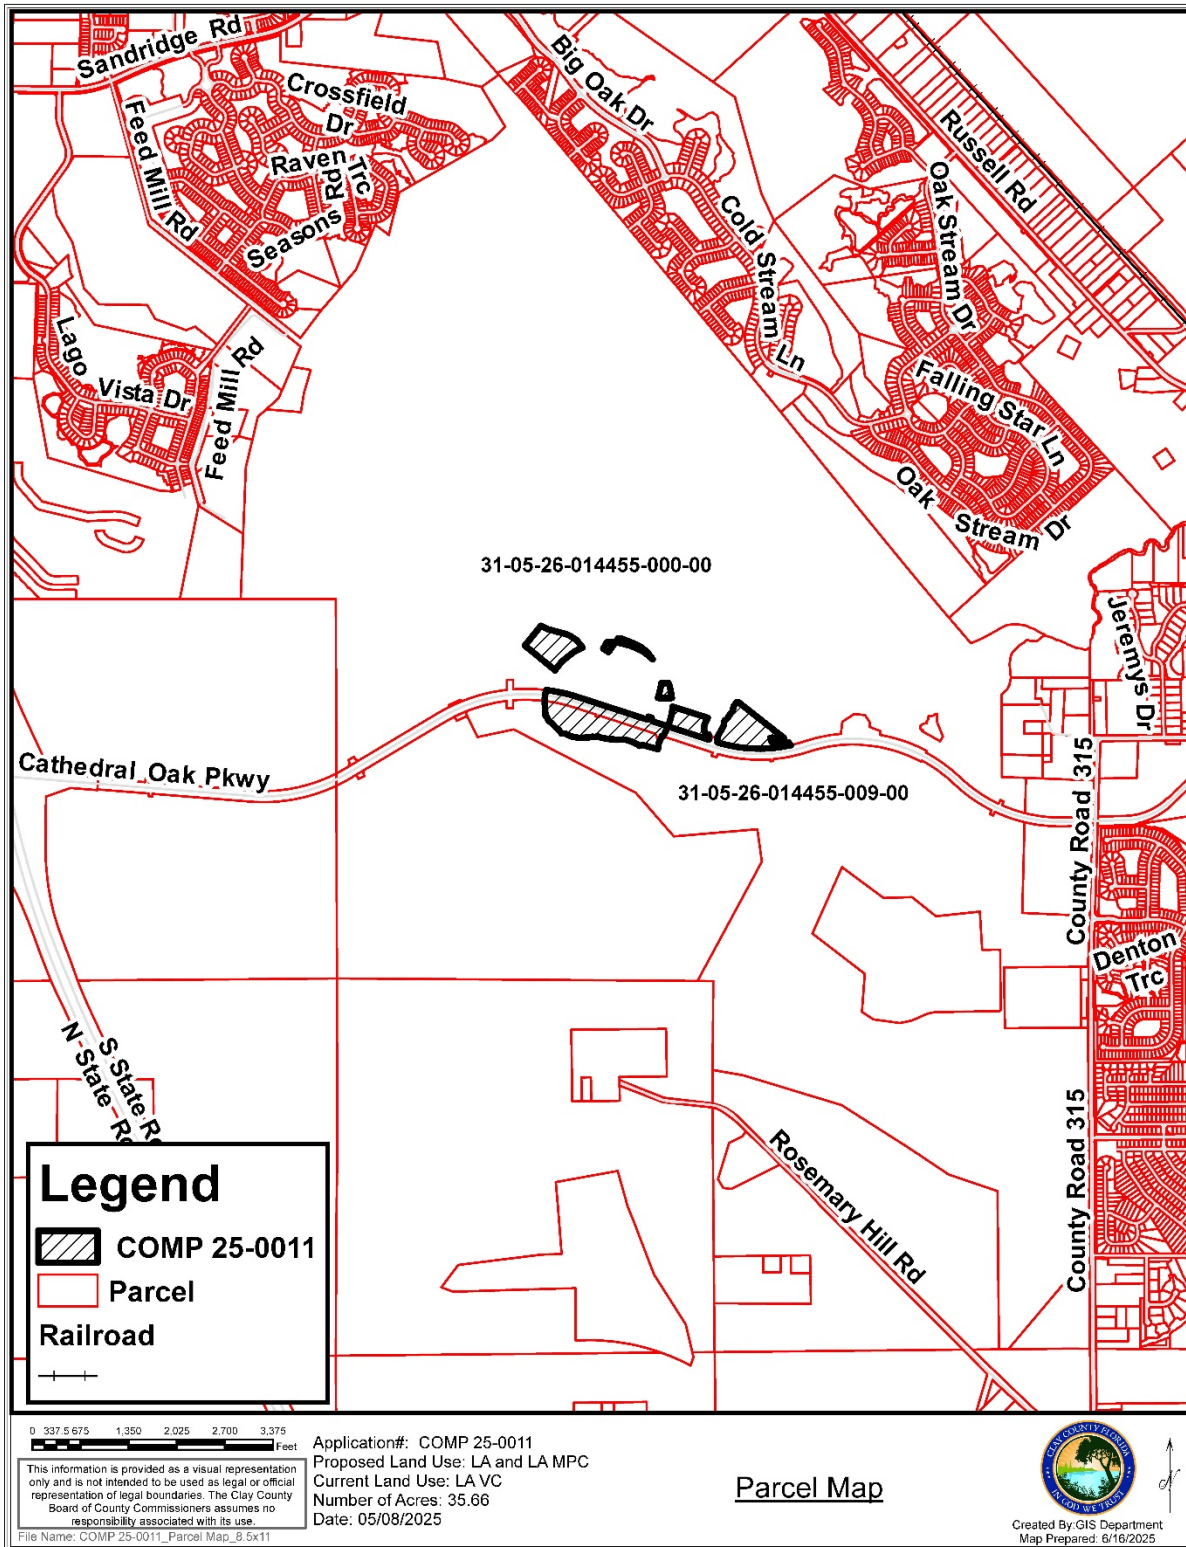 Sandridge Rd
Crossfield
Dr
Big Oak Dr
Russell Rd
Feed Mill Rd
Raven
Trc
Rdg
Seasons
Cold Stream
Ln
Oak Stream Dr
Lago
Vista Dr
Feed Mill Rd
Falling Star Ln
Oak Stream Dr
31-05-26-014455-000-00
Jeremys Dr
Cathedral Oak Pkwy
31-05-26-014455-009-00
County Road 315
Denton
Trc
N State
S State
Rosemary Hill Rd
County Road 315
Legend
COMP 25-0011
Parcel
Railroad
0 337.5 675 1,350 2,025 2,700 3,375
Feet
This information is provided as a visual representation
only and is not intended to be used as legal or official
representation of legal boundaries. The Clay County
Board of County Commissioners assumes no
responsibility associated with its use.
File Name: COMP 25-0011_Parcel Map_8.5x11
Application#: COMP 25-0011
Proposed Land Use: LA and LA MPC
Current Land Use: LA VC
Number of Acres: 35.66
Date: 05/08/2025
Parcel Map
CLAY COUNTY FLORIDA
IN GOD WE TRUST
N
Created By:GIS Department
Map Prepared: 6/16/2025